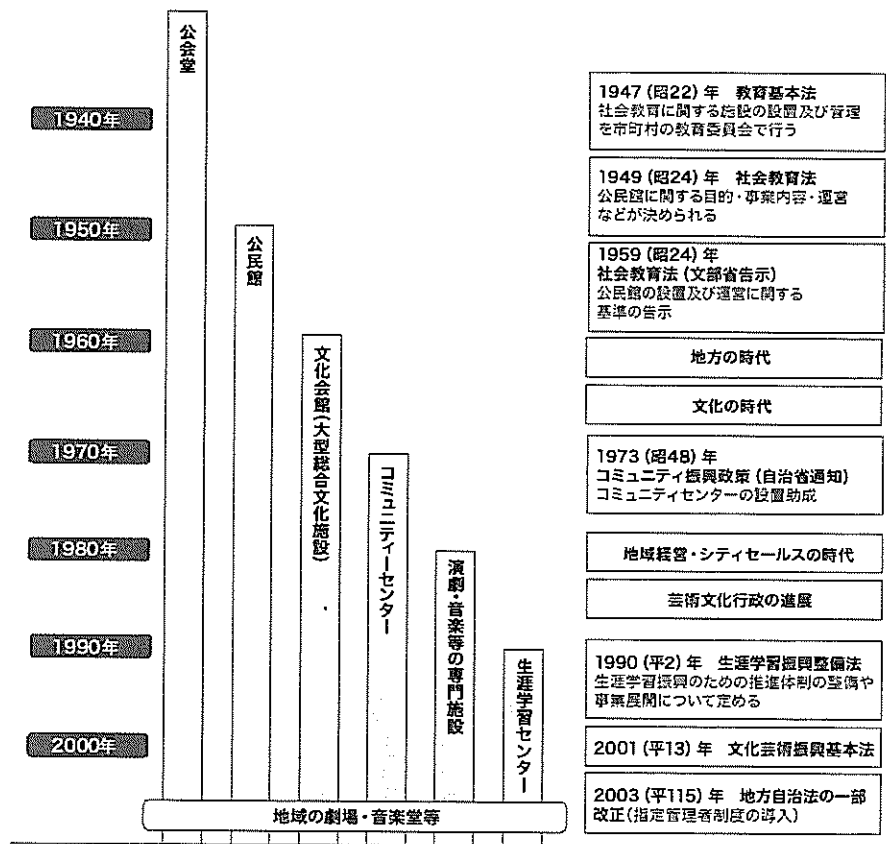 1940年
1950年
1960年
1970年
1980年
1990年
2000年
公会堂
公民館
文化会館(大型総合文化施設)
コミュニティーセンター
演劇・音楽等の専門施設
生涯学習センター
地域の劇場・音楽堂等
1947 (昭22) 年 教育基本法
社会教育に関する施設の設置及び管理
を市町村の教育委員会で行う
1949 (昭24) 年 社会教育法
公民館に関する目的・事業内容・運営
などが決められる
1959 (昭24) 年
社会教育法 (文部省告示)
公民館の設置及び運営に関する
基準の告示
地方の時代
文化の時代
1973 (昭48) 年
コミュニティ振興政策 (自治省通知)
コミュニティセンターの設置助成
地域経営・シティセールスの時代
芸術文化行政の進展
1990 (平2) 年 生涯学習振興整備法
生涯学習振興のための推進体制の整備や
事業展開について定める
2001 (平13) 年 文化芸術振興基本法
2003 (平115) 年 地方自治法の一部
改正(指定管理者制度の導入)